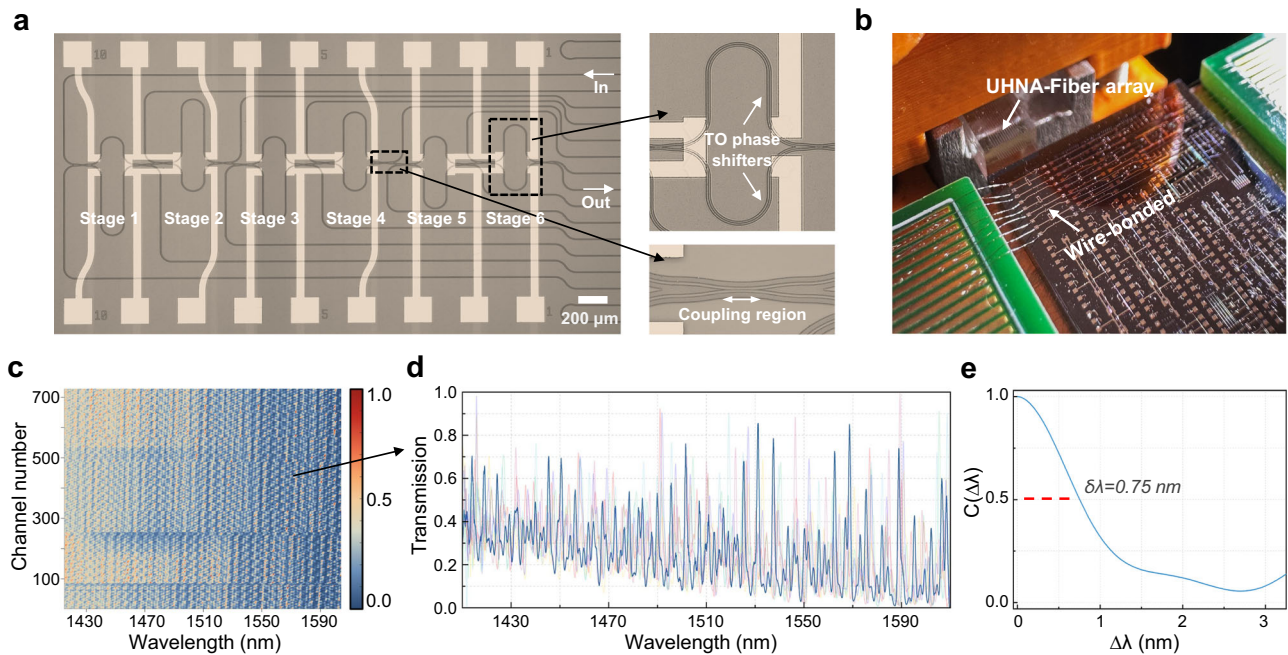 a
10
5
1
In
Out
Stage 1
Stage 2
Stage 3
Stage 4
Stage 5
Stage 6
200 μm
10
5
1
TO phase
shifters
Coupling region
b
UHNA-Fiber array
Wire-bonded
c
Channel number
700
500
300
100
1430
1470
1510
1550
1590
Wavelength (nm)
1.0
0.5
0.0
d
Transmission
1.0
0.8
0.6
0.4
0.2
0
1430
1470
1510
1550
1590
Wavelength (nm)
e
C(Δλ)
1.0
0.5
0.0
δλ=0.75 nm
0
1
2
3
Δλ (nm)